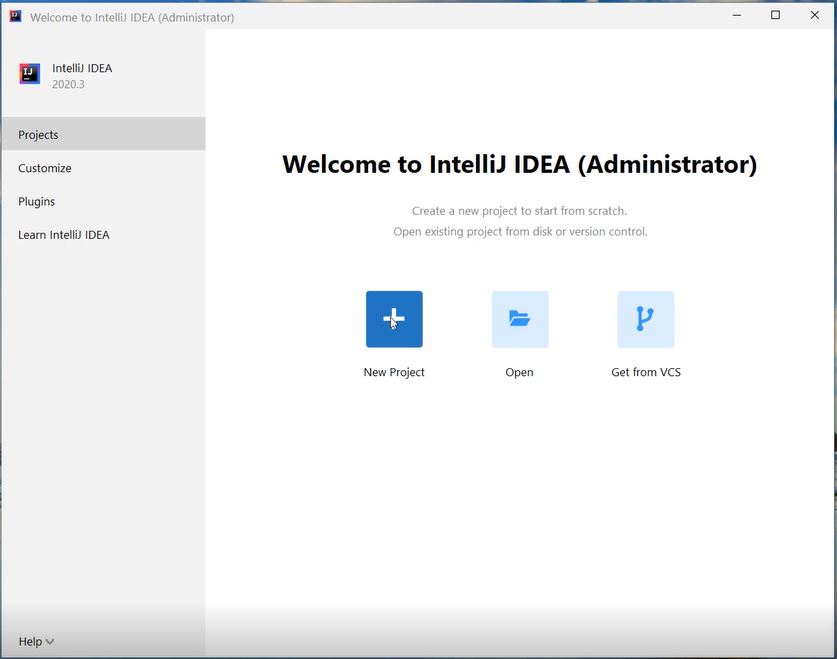 Welcome to IntelliJ IDEA (Administrator)
IJ
IntelliJ IDEA
2020.3
Projects
Customize
Plugins
Learn IntelliJ IDEA
Welcome to IntelliJ IDEA (Administrator)
Create a new project to start from scratch.
Open existing project from disk or version control.
New Project
Open
Get from VCS
Help